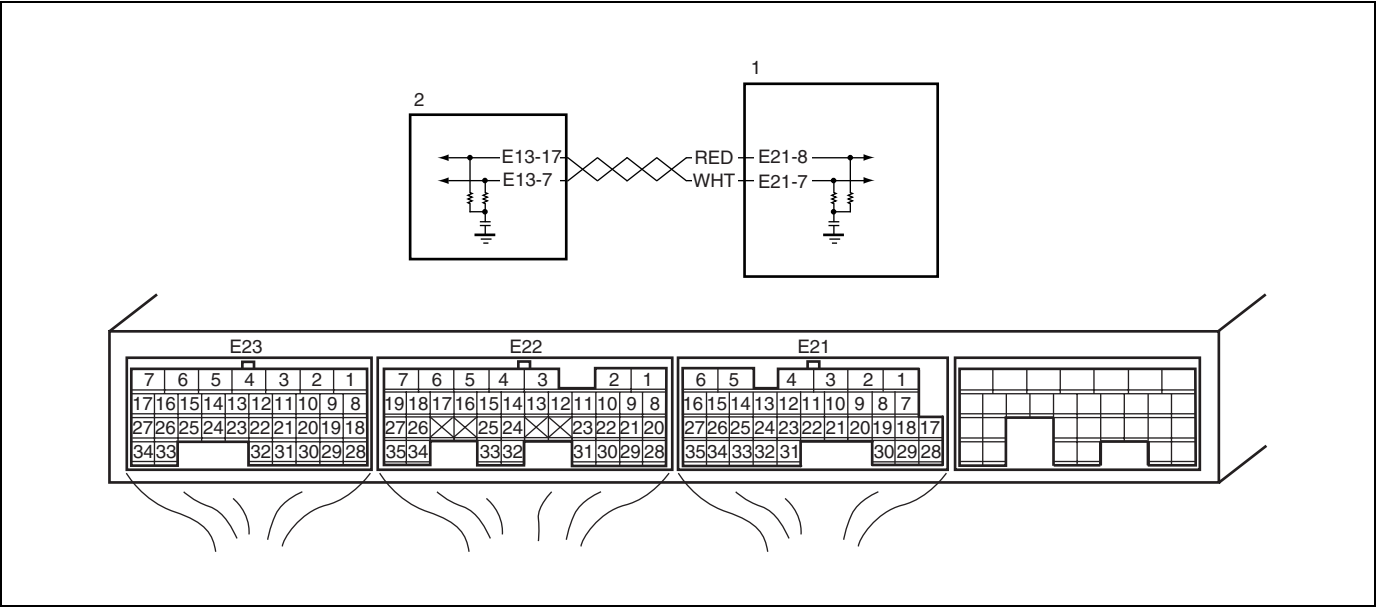 1
2
E13-17 RED E21-8
E13-7 WHT E21-7
E23 E22 E21
7 6 5 4 3 2 1 7 6 5 4 3 2 1 6 5 4 3 2 1
17 16 15 14 13 12 11 10 9 8 19 18 17 16 15 14 13 12 11 10 9 8 16 15 14 13 12 11 10 9 8 7
27 26 25 24 23 22 21 20 19 18 27 26 25 24 23 22 21 20 27 26 25 24 23 22 21 20 19 18 17
34 33 32 31 30 29 28 35 34 33 32 31 30 29 28 35 34 33 32 31 30 29 28